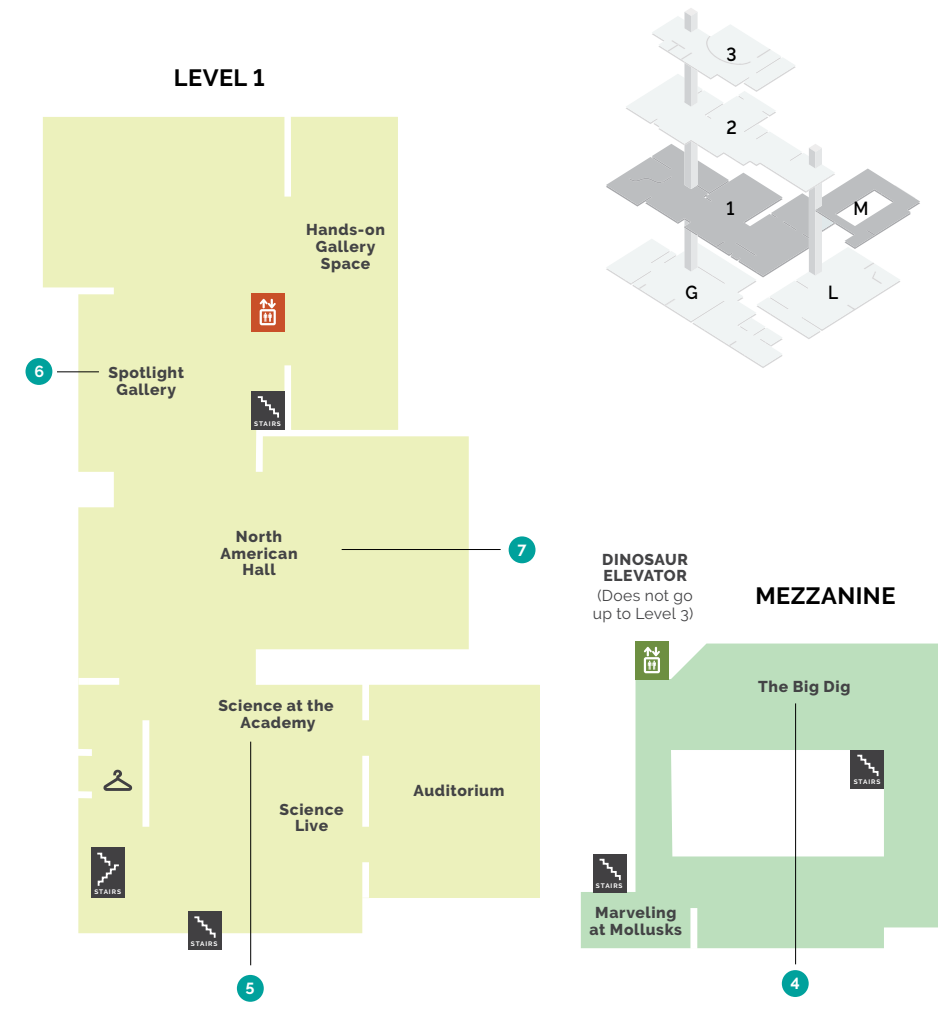 LEVEL 1
3
2
1
M
G
L
Hands-on
Gallery
Space
6
Spotlight
Gallery
STAIRS
North
American
Hall
7
DINOSAUR
ELEVATOR
(Does not go
up to Level 3)
MEZZANINE
The Big Dig
STAIRS
Science at the
Academy
Science
Live
Auditorium
STAIRS
STAIRS
STAIRS
Marveling
at Mollusks
5
4